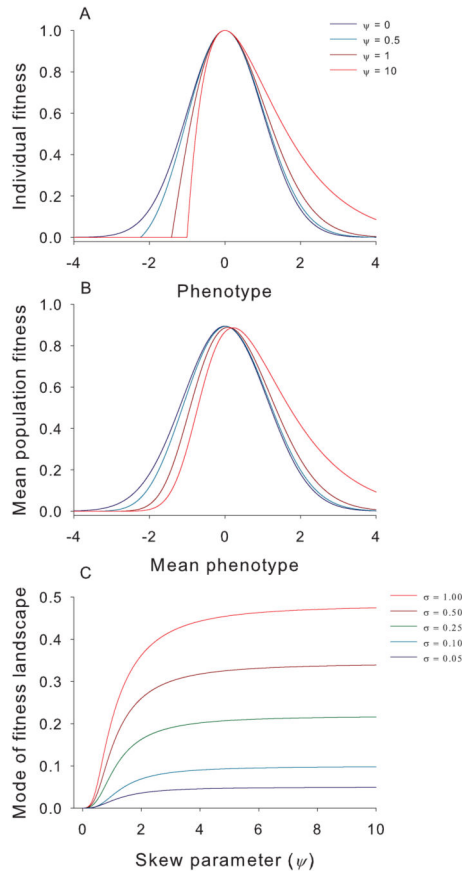 A
ψ = 0
ψ = 0.5
ψ = 1
ψ = 10
Individual fitness
1.0
0.8
0.6
0.4
0.2
0.0
-4 -2 0 2 4
Phenotype
B
Mean population fitness
1.0
0.8
0.6
0.4
0.2
0.0
-4 -2 0 2 4
Mean phenotype
C
σ = 1.00
σ = 0.50
σ = 0.25
σ = 0.10
σ = 0.05
Mode of fitness landscape
0.5
0.4
0.3
0.2
0.1
0.0
0 2 4 6 8 10
Skew parameter (ψ)